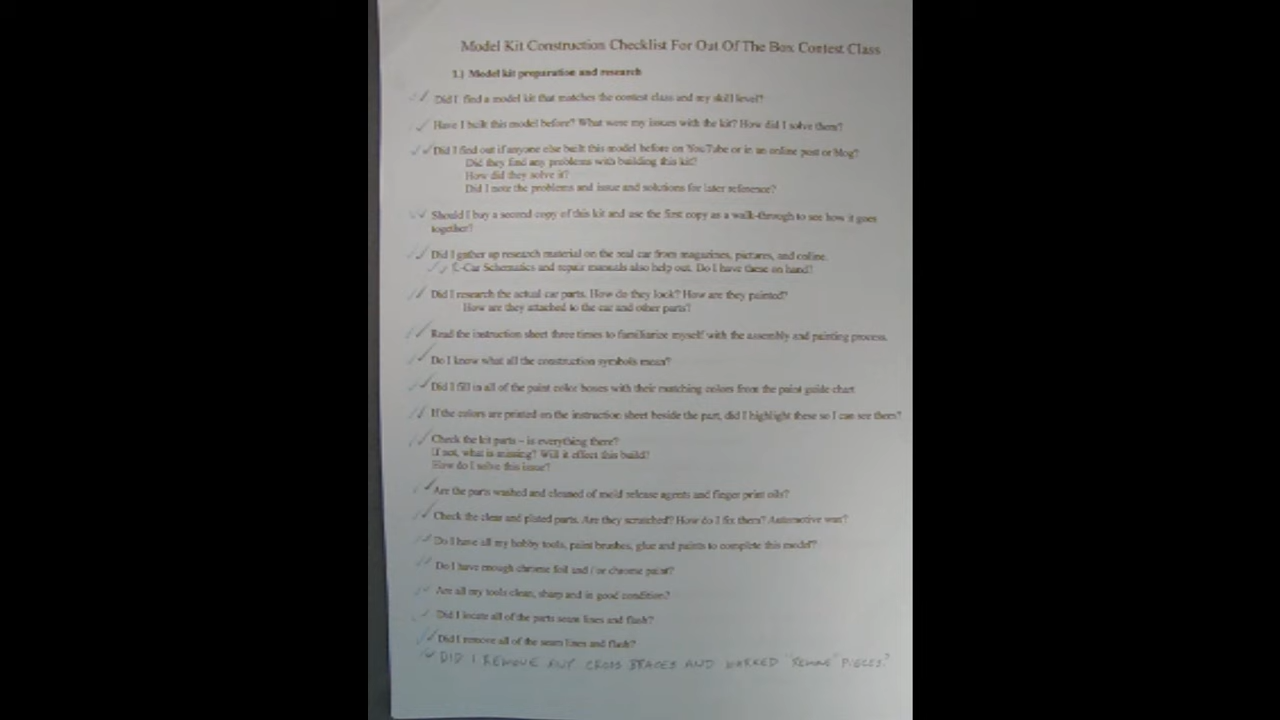 Model Kit Construction Checklist For Out Of The Box Contest Class
1.) Model kit preparation and research
Did I find a model kit that matches the contest class and my skill level?
Have I built this model before? What were my issues with the kit? How did I solve them?
Did I find out if anyone else built this model before on YouTube or in an online post or blog?
Did they find any problems with building this kit?
How did they solve it?
Did I note the problems and issue and solutions for later reference?
Should I buy a second copy of this kit and use the first copy as a walk-through to see how it goes
together?
Did I gather up research material on the real car from magazines, pictures, and online.
Car Schematics and repair manuals also help out. Do I have these on hand?
Did I research the actual car parts. How do they look? How are they painted?
How are they attached to the car and other parts?
Read the instruction sheet three times to familiarize myself with the assembly and painting process.
Do I know what all the construction symbols mean?
Did I fill in all of the paint color boxes with their matching colors from the paint guide chart
If the colors are printed on the instruction sheet beside the part, did I highlight these so I can see them?
Check the kit parts – is everything there?
If not, what is missing? Will it effect this build?
How do I solve this issue?
Are the parts washed and cleaned of mold release agents and finger print oils?
Check the clear and plated parts. Are they scratched? How do I fix them? Automotive wax?
Do I have all my hobby tools, paint brushes, glue and paints to complete this model?
Do I have enough chrome foil and / or chrome paint?
Are all my tools clean, sharp and in good condition?
Did I locate all of the parts seam lines and flash?
Did I remove all of the seam lines and flash?
DID I REMOVE ANY CROSS BRACES AND MARKED "REMOVE" PIECES?